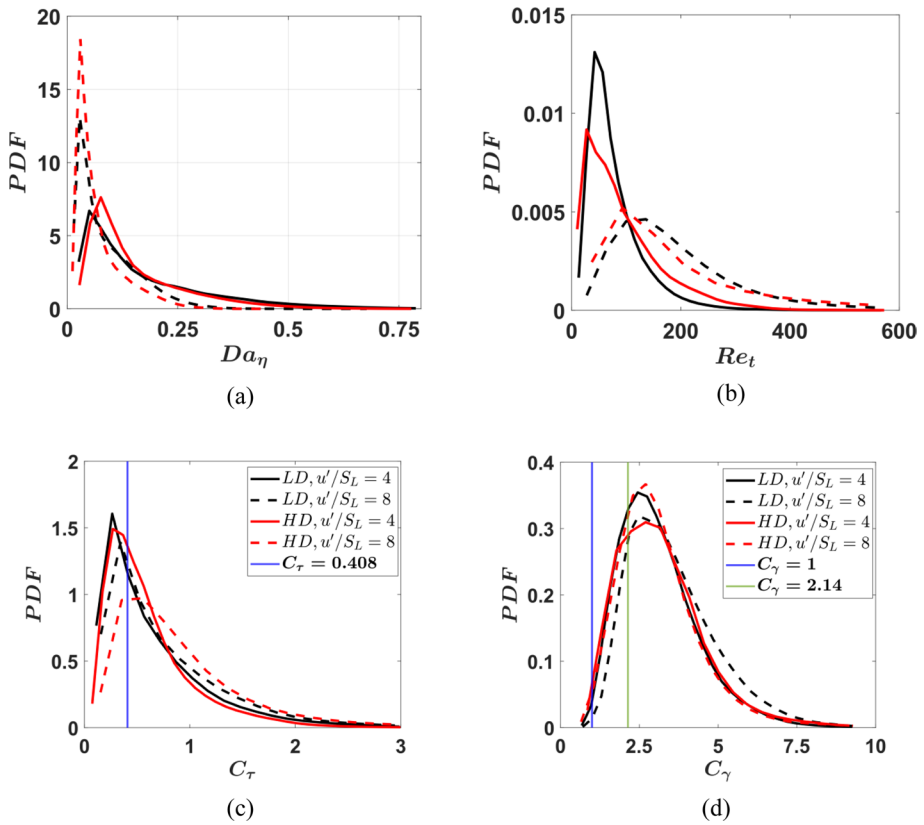 20
15
10
5
0
PDF
0
0.25
0.5
0.75
Da_η
(a)
0.015
0.01
0.005
0
PDF
0
200
400
600
Re_t
(b)
2
1.5
1
0.5
0
PDF
0
1
2
3
C_τ
LD, u′/S_L = 4
LD, u′/S_L = 8
HD, u′/S_L = 4
HD, u′/S_L = 8
C_τ = 0.408
(c)
0.4
0.3
0.2
0.1
0
PDF
0
2.5
5
7.5
10
C_γ
LD, u′/S_L = 4
LD, u′/S_L = 8
HD, u′/S_L = 4
HD, u′/S_L = 8
C_γ = 1
C_γ = 2.14
(d)